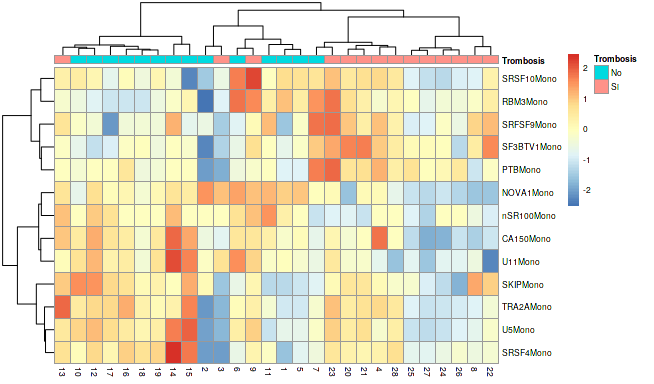 Trombosis
Trombosis
No
SI
2
1
0
-1
-2
SRSF10Mono
RBM3Mono
SRFSF9Mono
SF3BTV1Mono
PTBMono
NOVA1Mono
nSR100Mono
CA150Mono
U11Mono
SKIPMono
TRA2AMono
U5Mono
SRSF4Mono
13 10 12 17 16 18 19 14 15 2 3 6 9 11 1 5 7 23 20 21 4 28 25 27 24 26 8 22